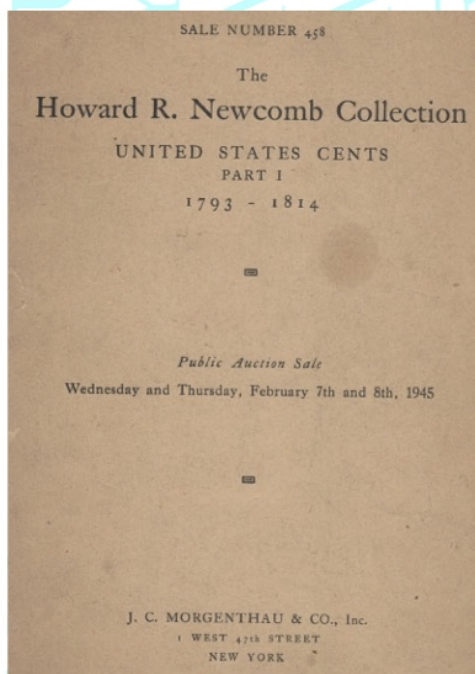 SALE NUMBER 458
The
Howard R. Newcomb Collection
UNITED STATES CENTS
PART I
1793 - 1814
Public Auction Sale
Wednesday and Thursday, February 7th and 8th, 1945
J. C. MORGENTHAU & CO., Inc.
1 WEST 47th STREET
NEW YORK